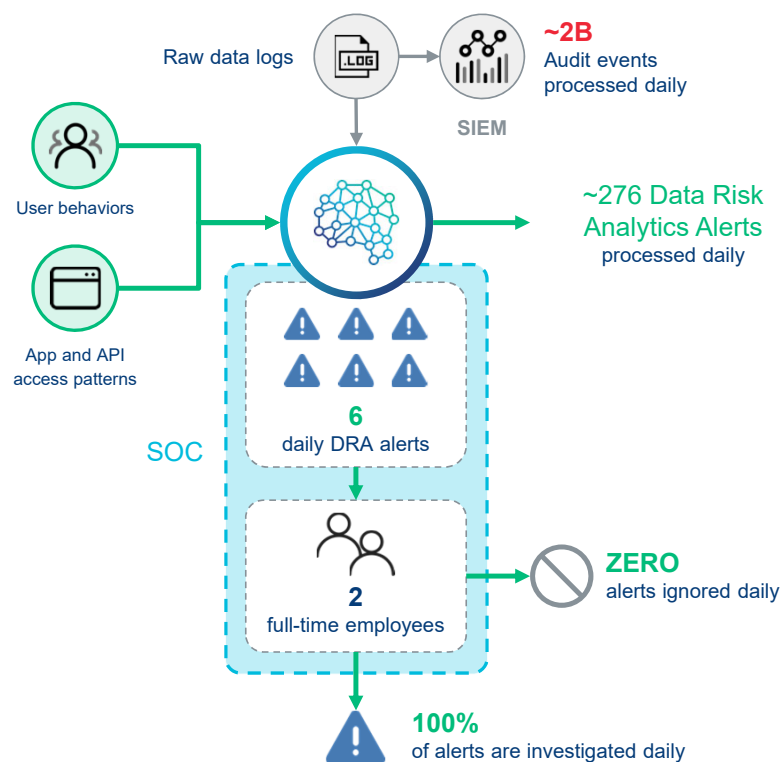 Raw data logs
.LOG
SIEM
~2B
Audit events
processed daily
User behaviors
App and API
access patterns
~276 Data Risk
Analytics Alerts
processed daily
SOC
6
daily DRA alerts
2
full-time employees
ZERO
alerts ignored daily
100%
of alerts are investigated daily